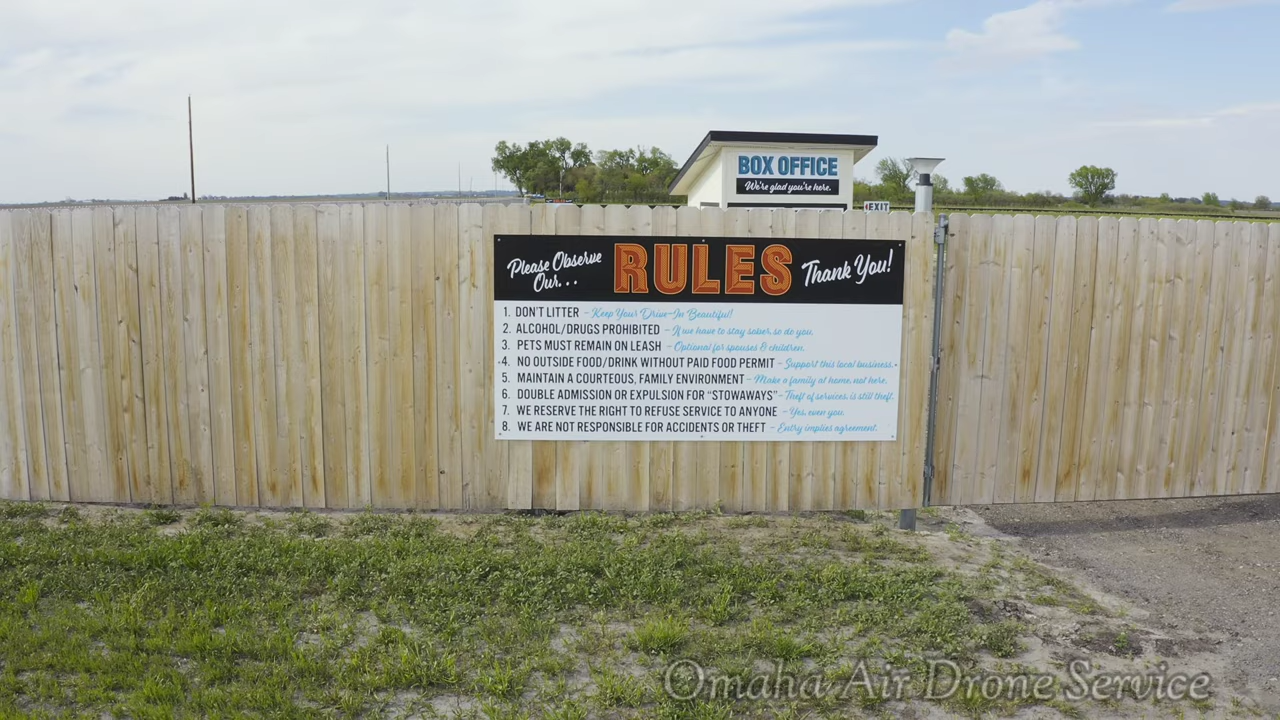 BOX OFFICE
We're glad you're here.
EXIT
Please Observe
Our...
RULES
Thank You!
1. DON'T LITTER - Keep Your Drive-In Beautiful!
2. ALCOHOL/DRUGS PROHIBITED - If we have to stay sober, so do you.
3. PETS MUST REMAIN ON LEASH - Optional for spouses & children.
4. NO OUTSIDE FOOD/DRINK WITHOUT PAID FOOD PERMIT - Support this local business.
5. MAINTAIN A COURTEOUS, FAMILY ENVIRONMENT - Make a family at home, not here.
6. DOUBLE ADMISSION OR EXPULSION FOR "STOWAWAYS" - Theft of services, is still theft.
7. WE RESERVE THE RIGHT TO REFUSE SERVICE TO ANYONE - Yes, even you.
8. WE ARE NOT RESPONSIBLE FOR ACCIDENTS OR THEFT - Entry implies agreement.
Omaha Air Drone Service